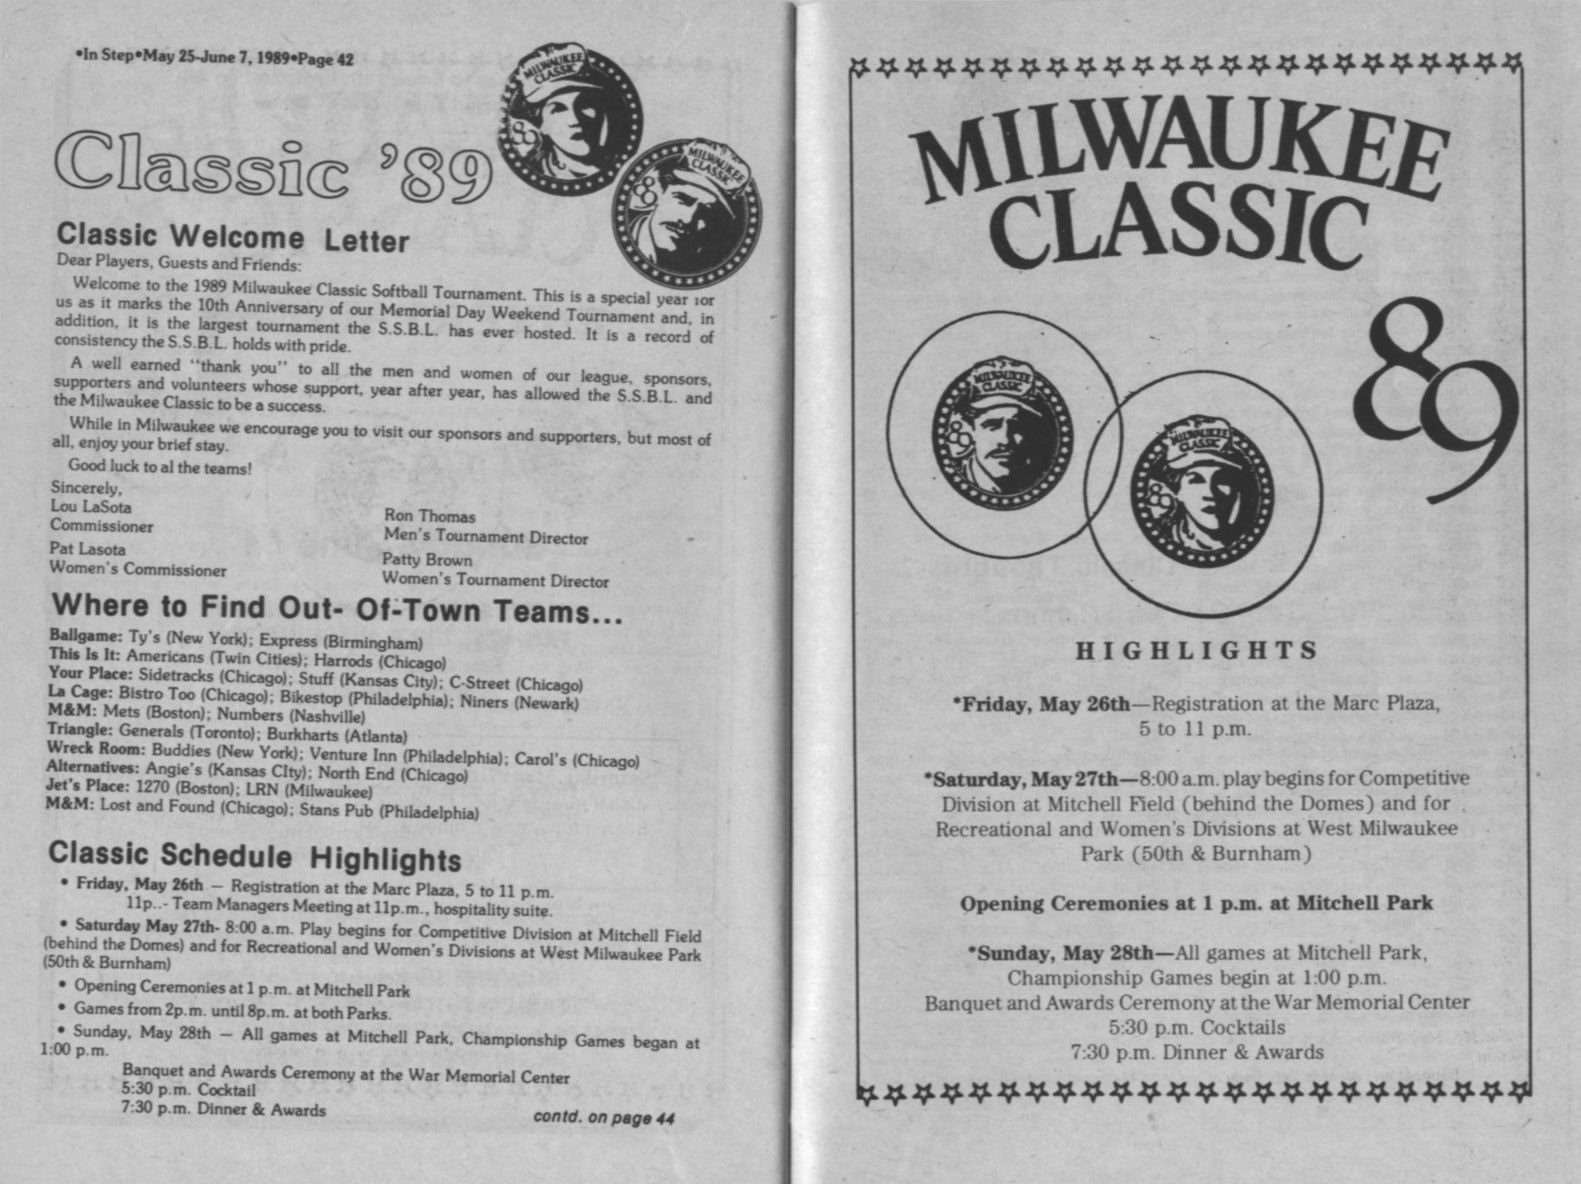 •In Step•May 25-June 7, 1989•Page 42
MILWAUKEE
CLASSIC
89
MILWAUKEE
CLASSIC
89
Classic '89
Classic Welcome Letter
Dear Players, Guests and Friends:
Welcome to the 1989 Milwaukee Classic Softball Tournament. This is a special year for
us as it marks the 10th Anniversary of our Memorial Day Weekend Tournament and, in
addition, it is the largest tournament the S.S.B.L. has ever hosted. It is a record of
consistency the S.S.B.L. holds with pride.
A well earned "thank you" to all the men and women of our league, sponsors,
supporters and volunteers whose support, year after year, has allowed the S.S.B.L. and
the Milwaukee Classic to be a success.
While in Milwaukee we encourage you to visit our sponsors and supporters, but most of
all, enjoy your brief stay.
Good luck to al the teams!
Sincerely,
Lou LaSota
Commissioner
Pat Lasota
Women's Commissioner
Ron Thomas
Men's Tournament Director
Patty Brown
Women's Tournament Director
Where to Find Out- Of-Town Teams...
Ballgame: Ty's (New York); Express (Birmingham)
This Is It: Americans (Twin Cities); Harrods (Chicago)
Your Place: Sidetracks (Chicago); Stuff (Kansas City); C-Street (Chicago)
La Cage: Bistro Too (Chicago); Bikestop (Philadelphia); Niners (Newark)
M&M: Mets (Boston); Numbers (Nashville)
Triangle: Generals (Toronto); Burkharts (Atlanta)
Wreck Room: Buddies (New York); Venture Inn (Philadelphia); Carol's (Chicago)
Alternatives: Angie's (Kansas CIty); North End (Chicago)
Jet's Place: 1270 (Boston); LRN (Milwaukee)
M&M: Lost and Found (Chicago); Stans Pub (Philadelphia)
Classic Schedule Highlights
• Friday, May 26th — Registration at the Marc Plaza, 5 to 11 p.m.
11p..- Team Managers Meeting at 11p.m., hospitality suite.
• Saturday May 27th- 8:00 a.m. Play begins for Competitive Division at Mitchell Field
(behind the Domes) and for Recreational and Women's Divisions at West Milwaukee Park
(50th & Burnham)
• Opening Ceremonies at 1 p.m. at Mitchell Park
• Games from 2p.m. until 8p.m. at both Parks.
• Sunday, May 28th — All games at Mitchell Park, Championship Games began at
1:00 p.m.
Banquet and Awards Ceremony at the War Memorial Center
5:30 p.m. Cocktail
7:30 p.m. Dinner & Awards
contd. on page 44
MILWAUKEE
CLASSIC
89
MILWAUKEE
CLASSIC
89
MILWAUKEE
CLASSIC
89
HIGHLIGHTS
*Friday, May 26th—Registration at the Marc Plaza,
5 to 11 p.m.
*Saturday, May 27th—8:00 a.m. play begins for Competitive
Division at Mitchell Field (behind the Domes) and for
Recreational and Women's Divisions at West Milwaukee
Park (50th & Burnham)
Opening Ceremonies at 1 p.m. at Mitchell Park
*Sunday, May 28th—All games at Mitchell Park,
Championship Games begin at 1:00 p.m.
Banquet and Awards Ceremony at the War Memorial Center
5:30 p.m. Cocktails
7:30 p.m. Dinner & Awards